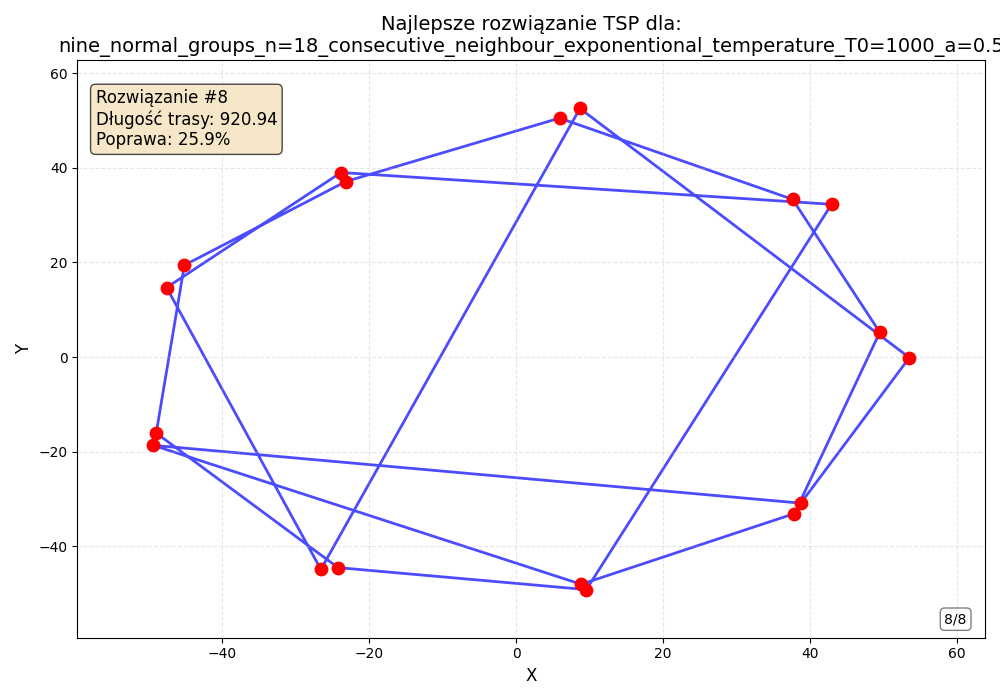 Najlepsze rozwiązanie TSP dla:
nine_normal_groups_n=18_consecutive_neighbour_exponentional_temperature_T0=1000_a=0.5
Rozwiązanie #8
Długość trasy: 920.94
Poprawa: 25.9%
60
40
20
0
−20
−40
Y
8/8
−40
−20
0
20
40
60
X